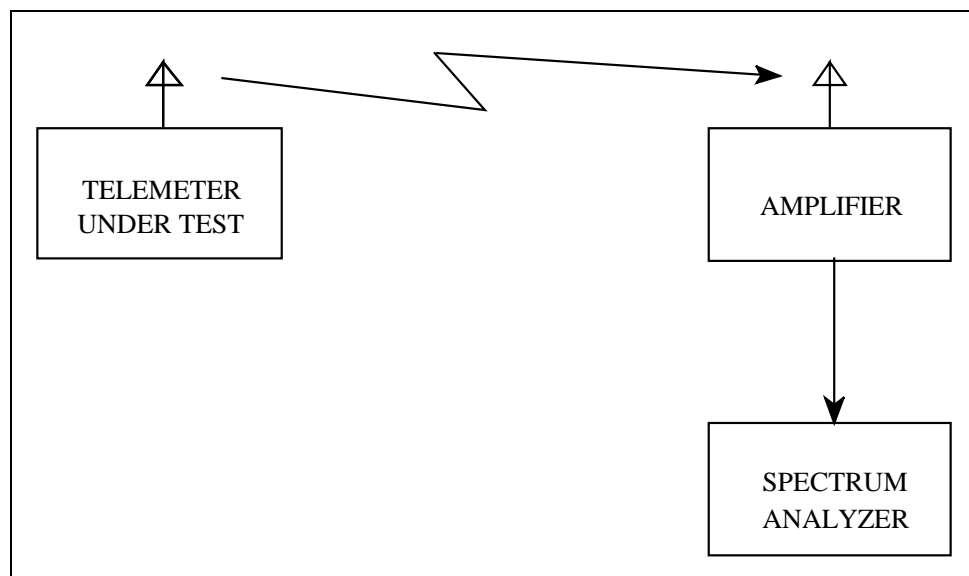 TELEMETER
UNDER TEST
AMPLIFIER
SPECTRUM
ANALYZER